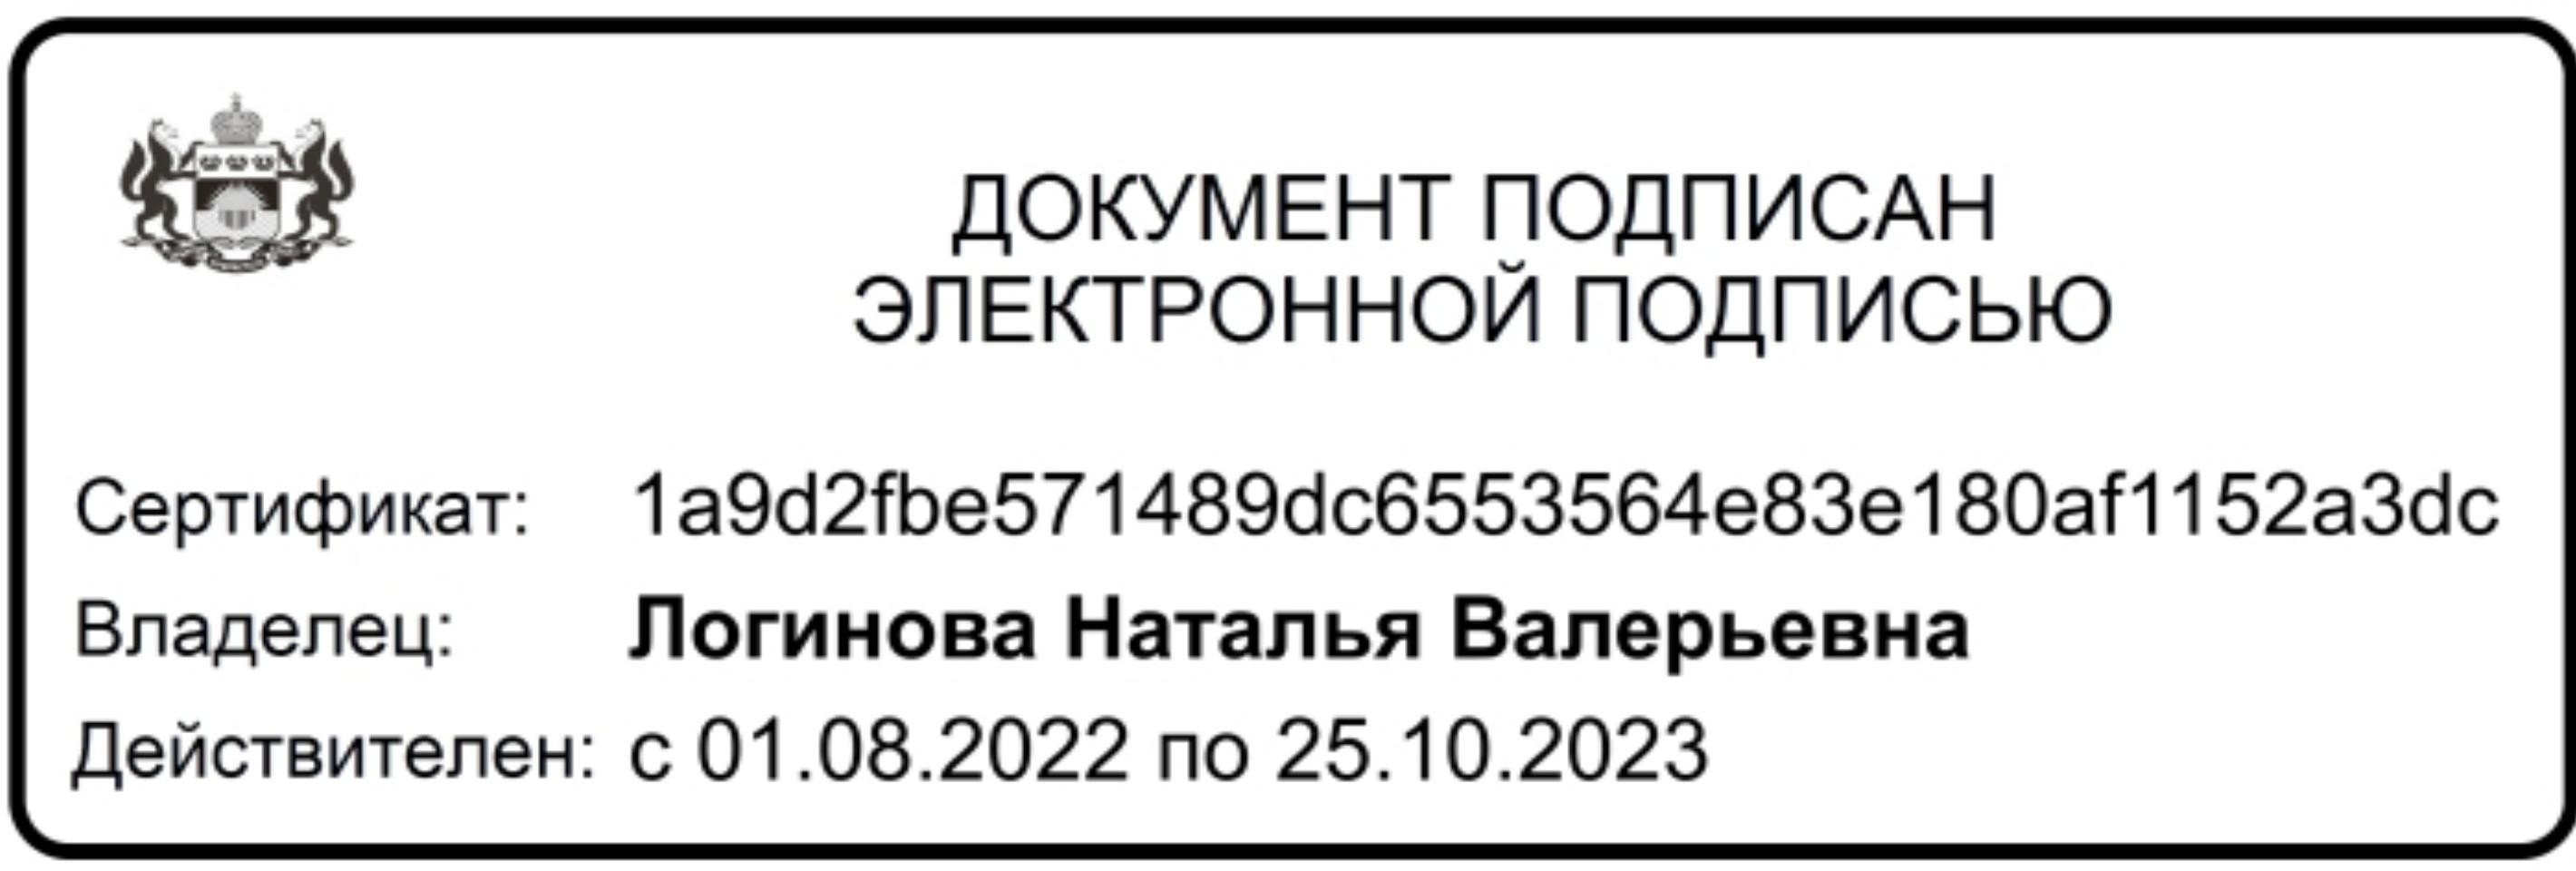 ДОКУМЕНТ ПОДПИСАН
ЭЛЕКТРОННОЙ ПОДПИСЬЮ
Сертификат: 1a9d2fbe571489dc6553564e83e180af1152a3dc
Владелец: Логинова Наталья Валерьевна
Действителен: с 01.08.2022 по 25.10.2023